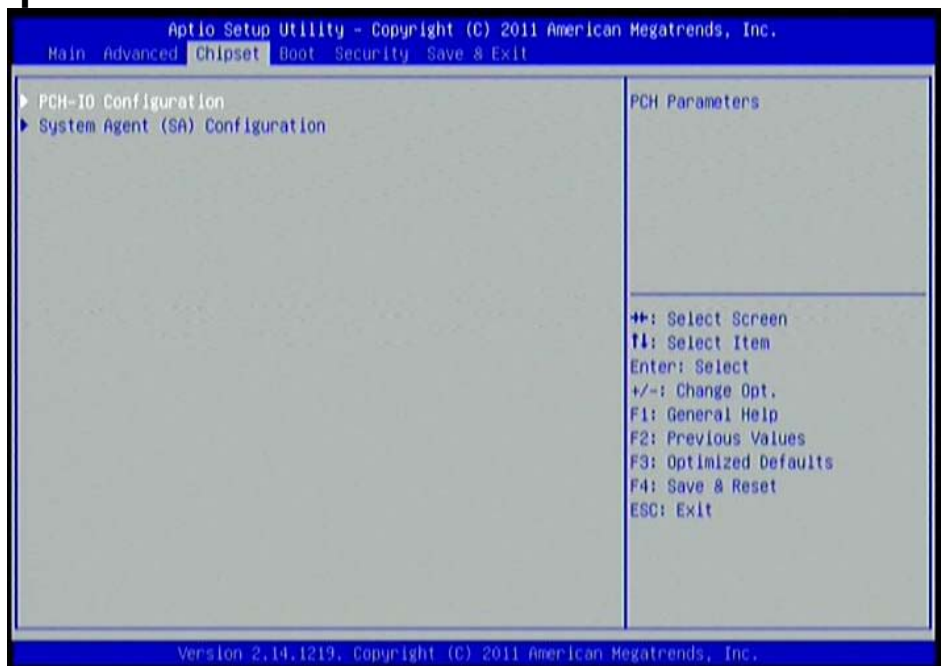 Aptio Setup Utility - Copyright (C) 2011 American Megatrends, Inc.
Main Advanced Chipset Boot Security Save & Exit
PCH-IO Configuration
System Agent (SA) Configuration
PCH Parameters
→←: Select Screen
↑↓: Select Item
Enter: Select
+/-: Change Opt.
F1: General Help
F2: Previous Values
F3: Optimized Defaults
F4: Save & Reset
ESC: Exit
Version 2.14.1219. Copyright (C) 2011 American Megatrends, Inc.